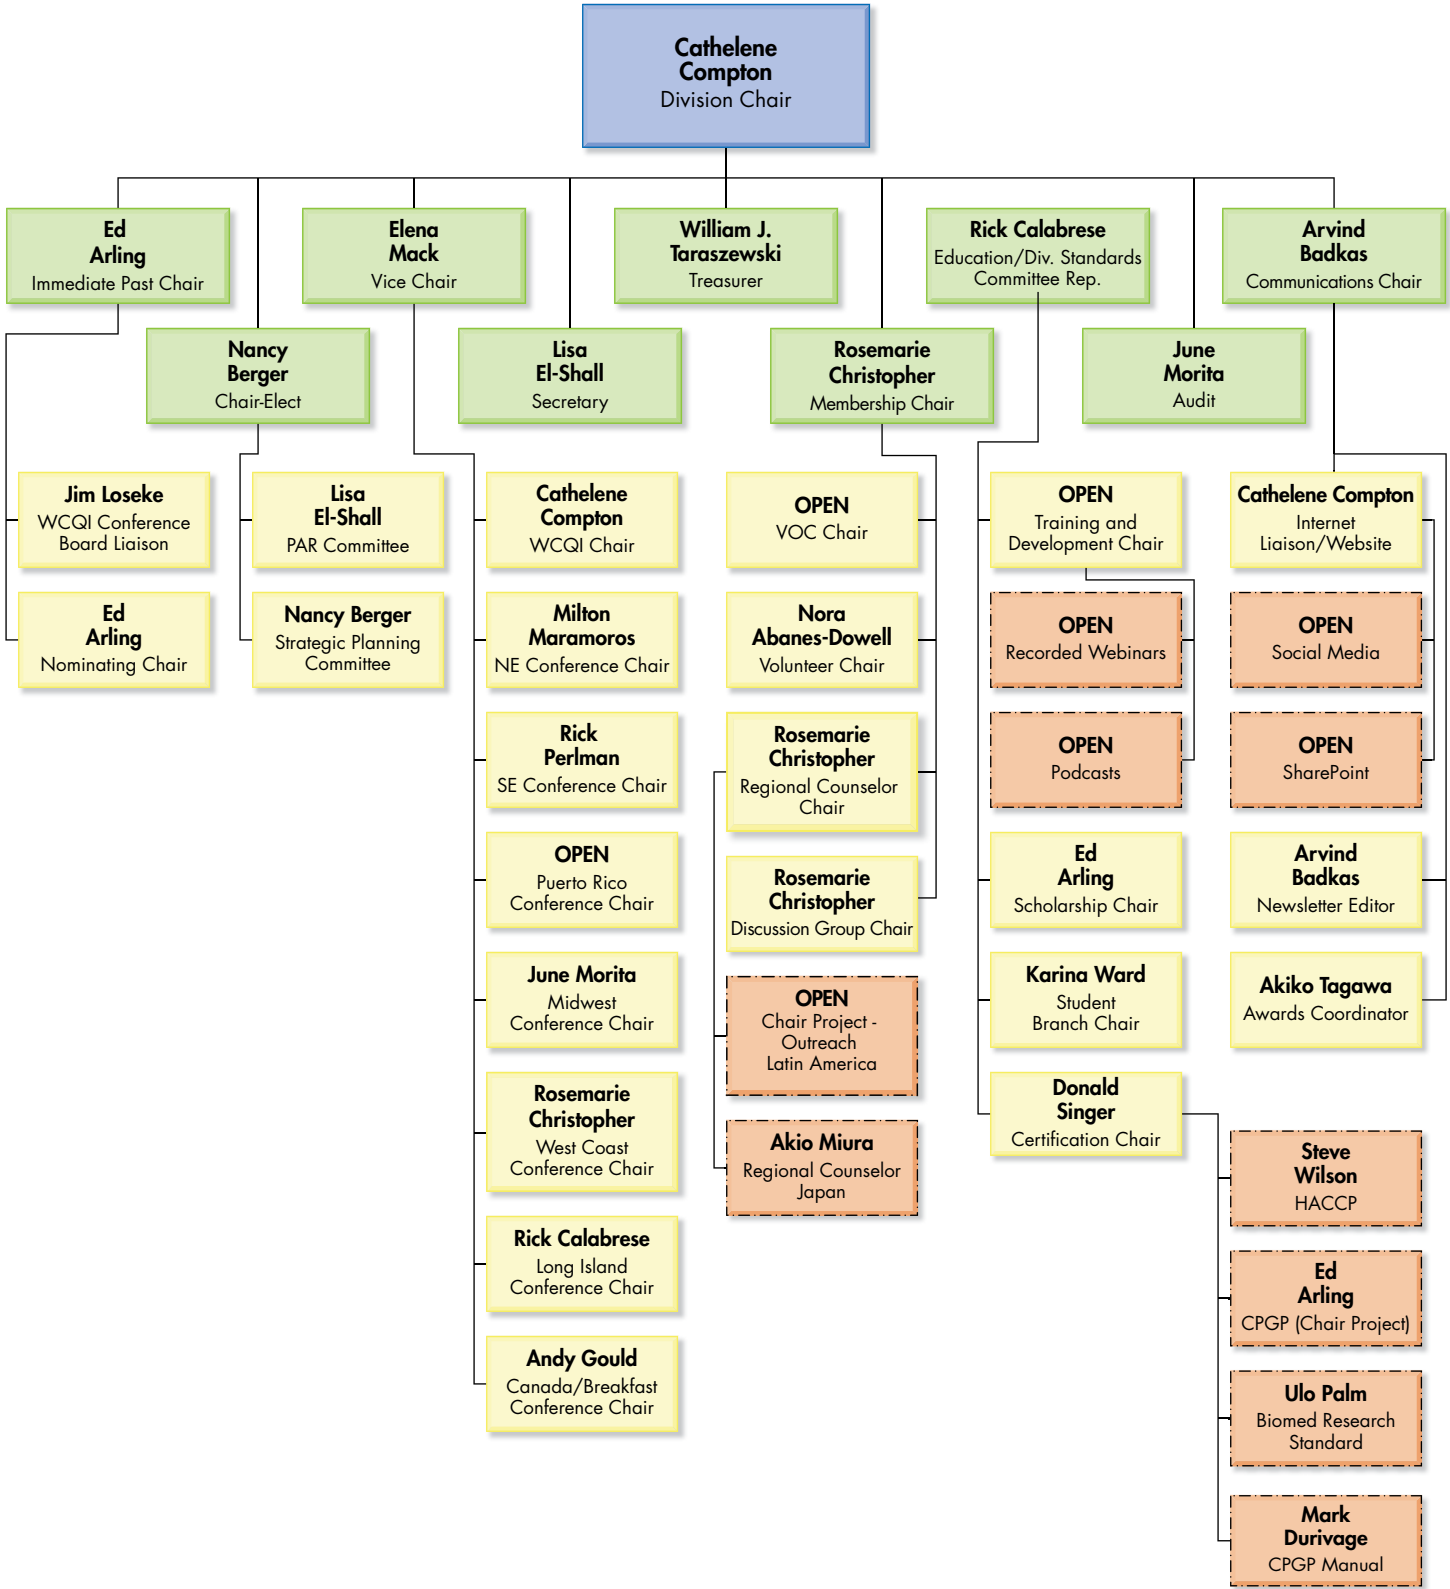 Cathelene
Compton
Division Chair
Ed
Arling
Immediate Past Chair
Elena
Mack
Vice Chair
William J.
Taraszewski
Treasurer
Rick Calabrese
Education/Div. Standards
Committee Rep.
Arvind
Badkas
Communications Chair
Nancy
Berger
Chair-Elect
Lisa
El-Shall
Secretary
Rosemarie
Christopher
Membership Chair
June
Morita
Audit
Jim Loseke
WCQI Conference
Board Liaison
Ed
Arling
Nominating Chair
Lisa
El-Shall
PAR Committee
Nancy Berger
Strategic Planning
Committee
Cathelene
Compton
WCQI Chair
Milton
Maramoros
NE Conference Chair
Rick
Perlman
SE Conference Chair
OPEN
Puerto Rico
Conference Chair
June Morita
Midwest
Conference Chair
Rosemarie
Christopher
West Coast
Conference Chair
Rick Calabrese
Long Island
Conference Chair
Andy Gould
Canada/Breakfast
Conference Chair
OPEN
VOC Chair
Nora
Abanes-Dowell
Volunteer Chair
Rosemarie
Christopher
Regional Counselor
Chair
Rosemarie
Christopher
Discussion Group Chair
OPEN
Chair Project -
Outreach
Latin America
Akio Miura
Regional Counselor
Japan
OPEN
Training and
Development Chair
OPEN
Recorded Webinars
OPEN
Podcasts
Ed
Arling
Scholarship Chair
Karina Ward
Student
Branch Chair
Donald
Singer
Certification Chair
Cathelene Compton
Internet
Liaison/Website
OPEN
Social Media
OPEN
SharePoint
Arvind
Badkas
Newsletter Editor
Akiko Tagawa
Awards Coordinator
Steve
Wilson
HACCP
Ed
Arling
CPGP (Chair Project)
Ulo Palm
Biomed Research
Standard
Mark
Durivage
CPGP Manual